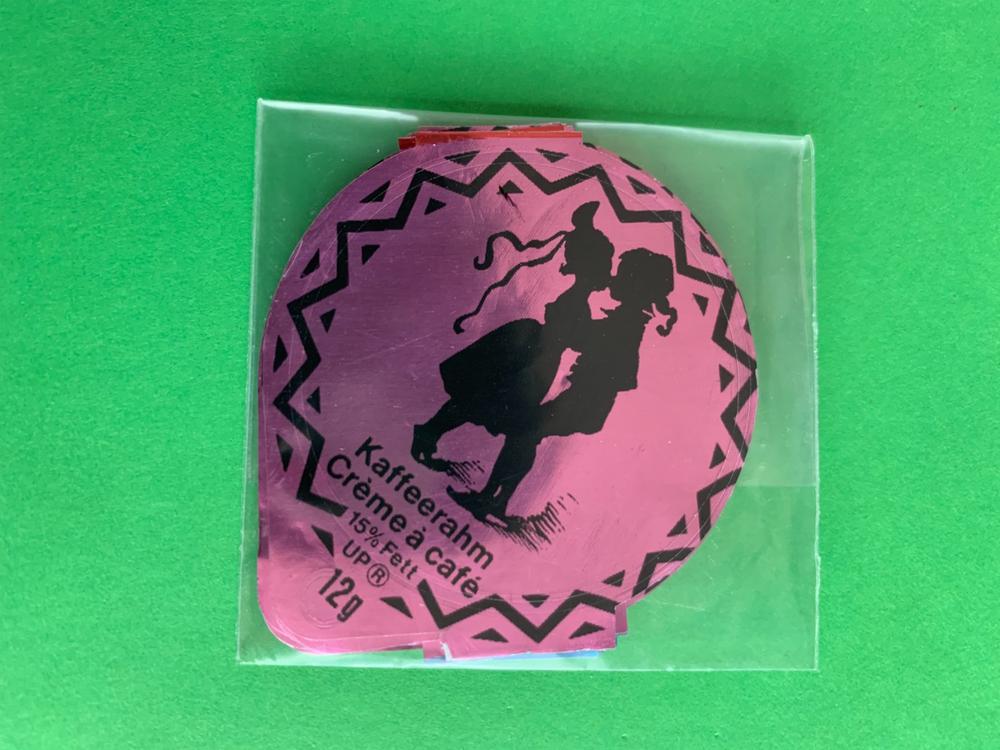 Kaffeerahm
Crème à café
15% Fett
UP®
12g